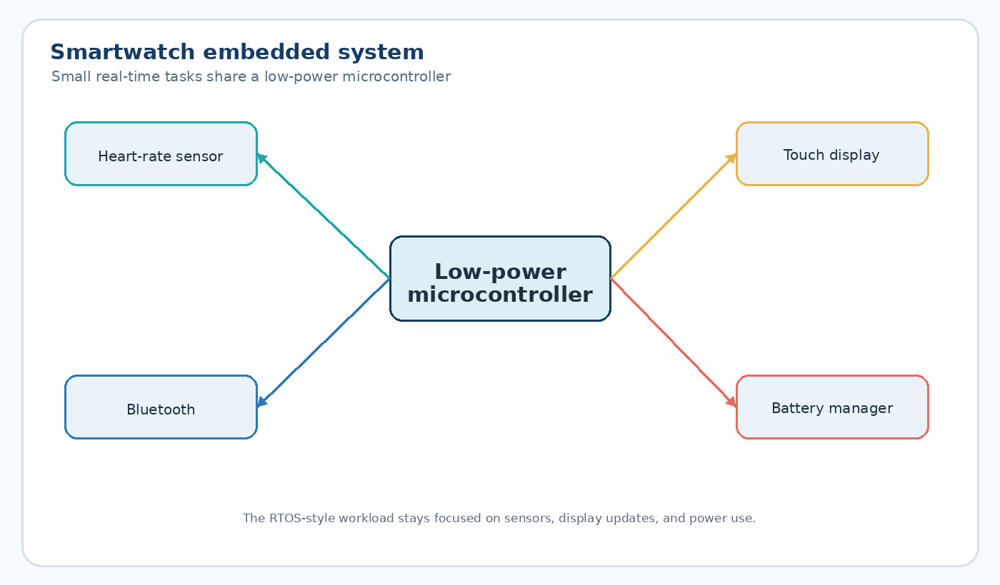 Smartwatch embedded system
Small real-time tasks share a low-power microcontroller
Heart-rate sensor
Touch display
Low-power
microcontroller
Bluetooth
Battery manager
The RTOS-style workload stays focused on sensors, display updates, and power use.